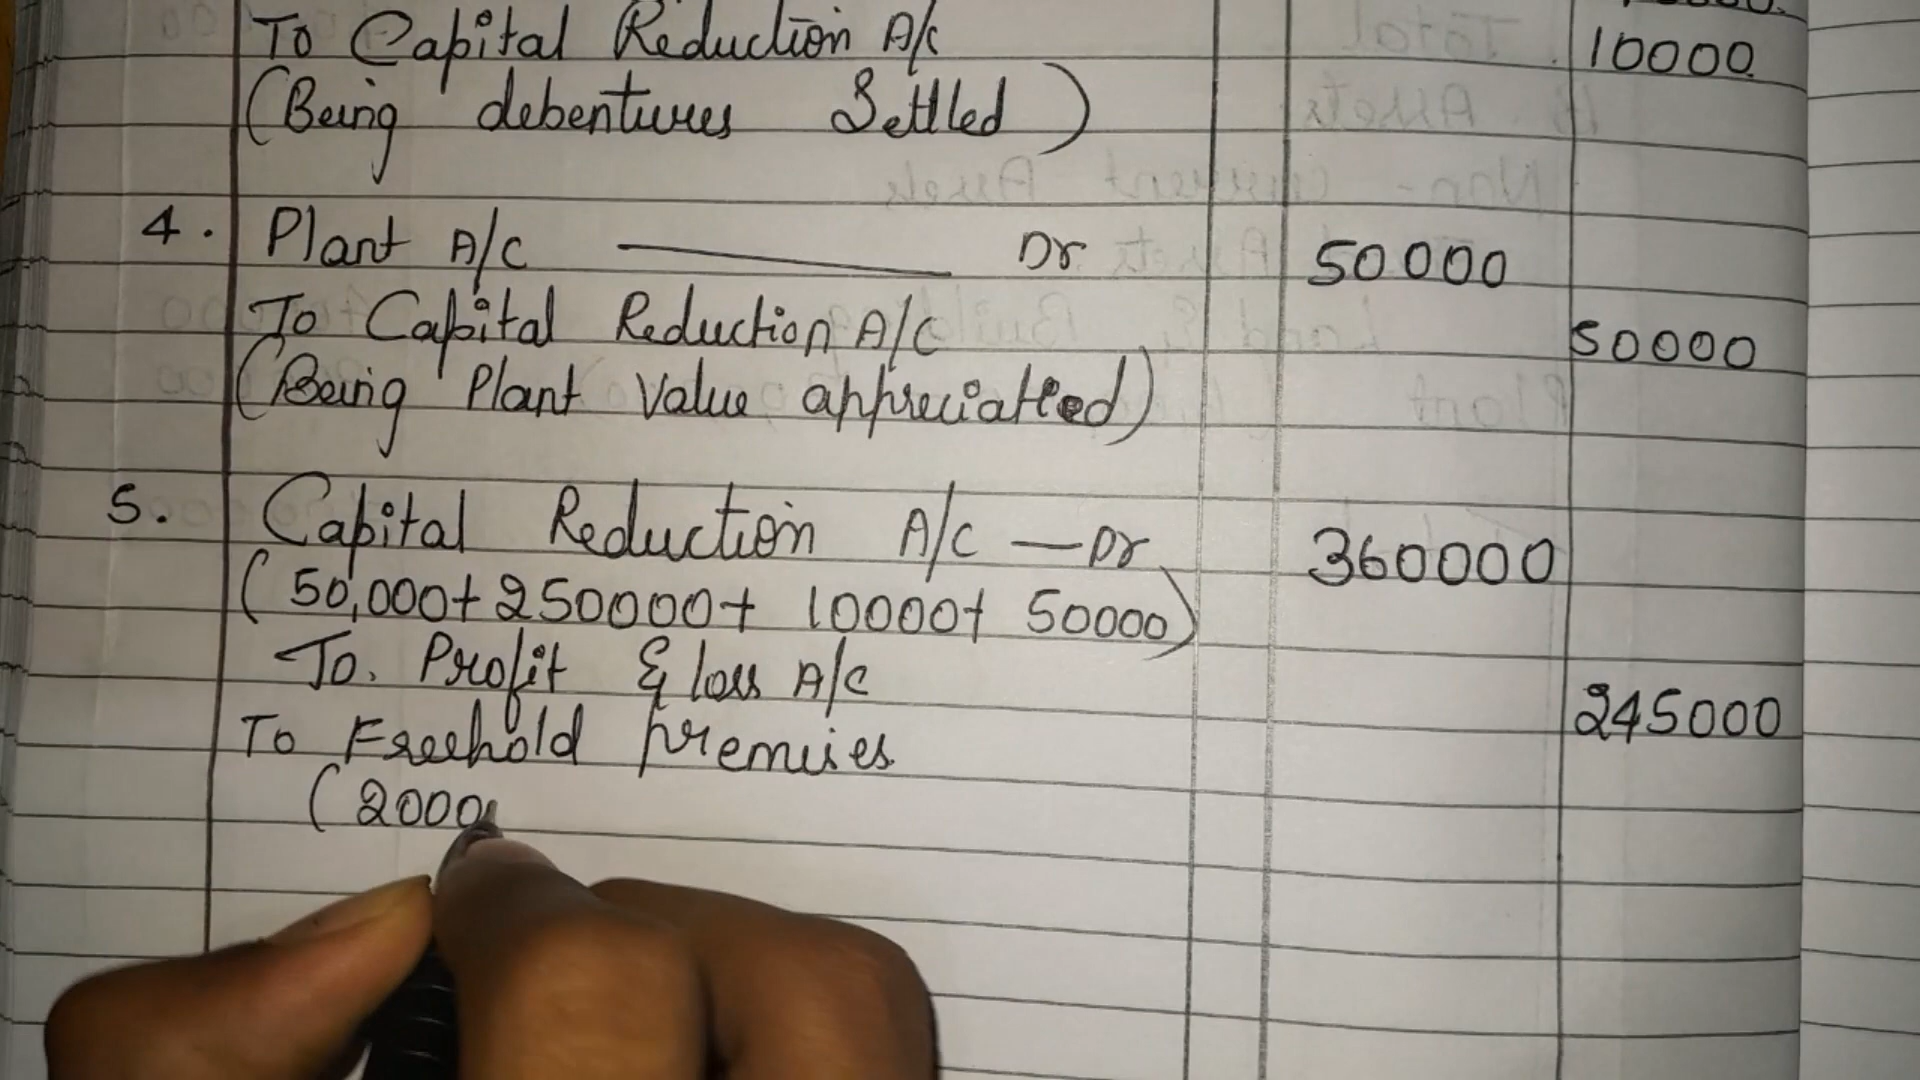 To Capital Reduction A/c 10000
(Being debentures Settled)
4. Plant A/C Dr 50000
To Capital Reduction A/C 50000
(Being Plant Value appreciatted)
5. Capital Reduction A/C — Dr 360000
(50,000+250000+ 10000+ 50000)
To. Profit & loss A/C 245000
To Freehold premises
(2000